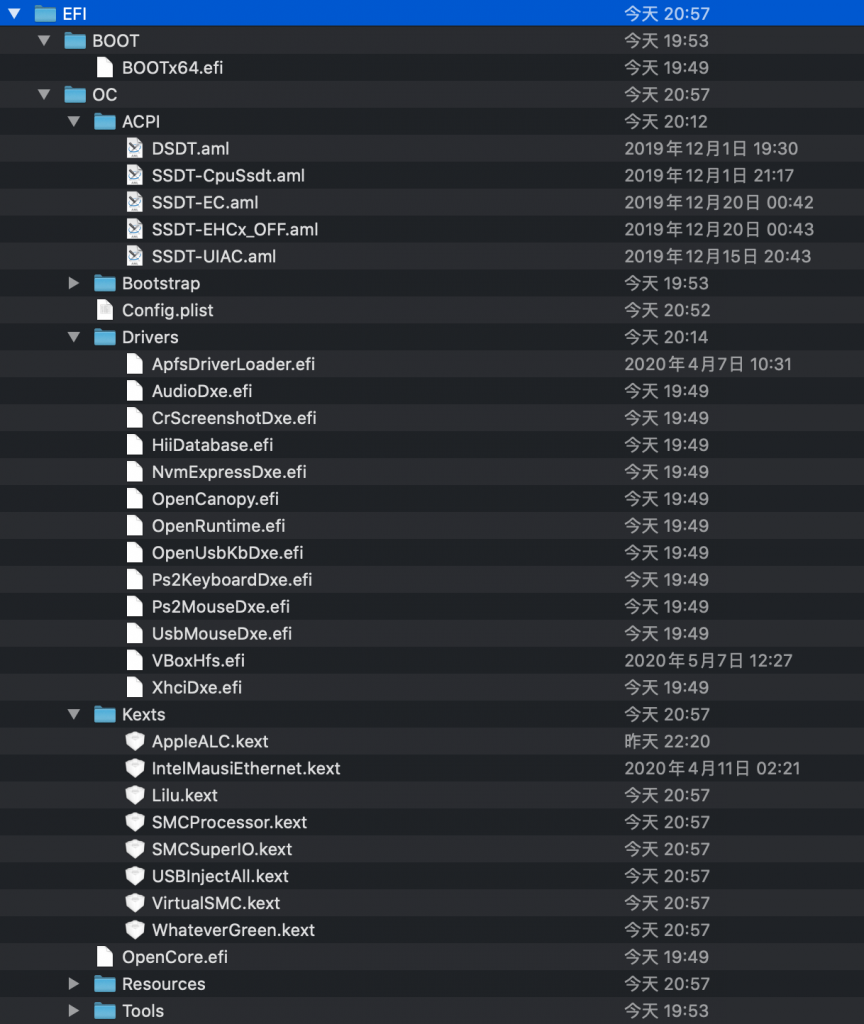 EFI 今天 20:57
BOOT 今天 19:53
BOOTx64.efi 今天 19:49
OC 今天 20:57
ACPI 今天 20:12
DSDT.aml 2019年12月1日 19:30
SSDT-CpuSsdt.aml 2019年12月1日 21:17
SSDT-EC.aml 2019年12月20日 00:42
SSDT-EHCx_OFF.aml 2019年12月20日 00:43
SSDT-UIAC.aml 2019年12月15日 20:43
Bootstrap 今天 19:53
Config.plist 今天 20:52
Drivers 今天 20:14
ApfsDriverLoader.efi 2020年4月7日 10:31
AudioDxe.efi 今天 19:49
CrScreenshotDxe.efi 今天 19:49
HiiDatabase.efi 今天 19:49
NvmExpressDxe.efi 今天 19:49
OpenCanopy.efi 今天 19:49
OpenRuntime.efi 今天 19:49
OpenUsbKbDxe.efi 今天 19:49
Ps2KeyboardDxe.efi 今天 19:49
Ps2MouseDxe.efi 今天 19:49
UsbMouseDxe.efi 今天 19:49
VBoxHfs.efi 2020年5月7日 12:27
XhciDxe.efi 今天 19:49
Kexts 今天 20:57
AppleALC.kext 昨天 22:20
IntelMausiEthernet.kext 2020年4月11日 02:21
Lilu.kext 今天 20:57
SMCProcessor.kext 今天 20:57
SMCSuperIO.kext 今天 20:57
USBInjectAll.kext 今天 20:57
VirtualSMC.kext 今天 20:57
WhateverGreen.kext 今天 20:57
OpenCore.efi 今天 19:49
Resources 今天 20:57
Tools 今天 19:53